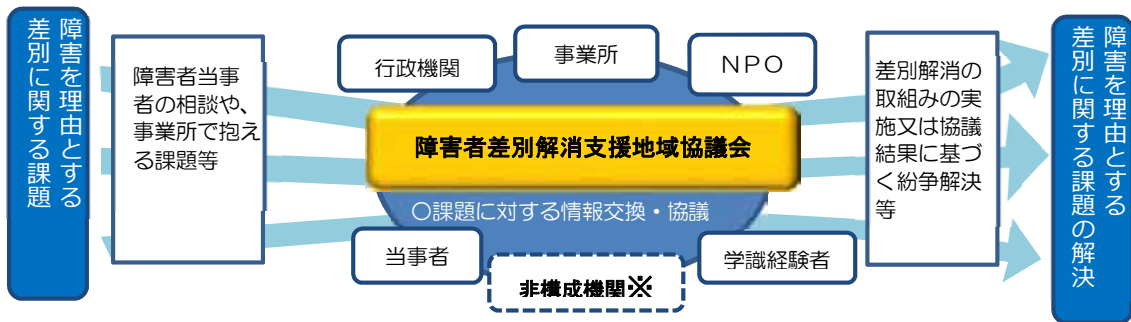 障害を理由とする
差別に関する課題
障害者当事
者の相談や、
事業所で抱え
る課題等
行政機関
事業所
ＮＰＯ
障害者差別解消支援地域協議会
〇課題に対する情報交換・協議
当事者
非構成機関※
学識経験者
差別解消の
取組みの実
施又は協議
結果に基づ
く紛争解決
等
障害を理由とする
差別に関する課題の解決